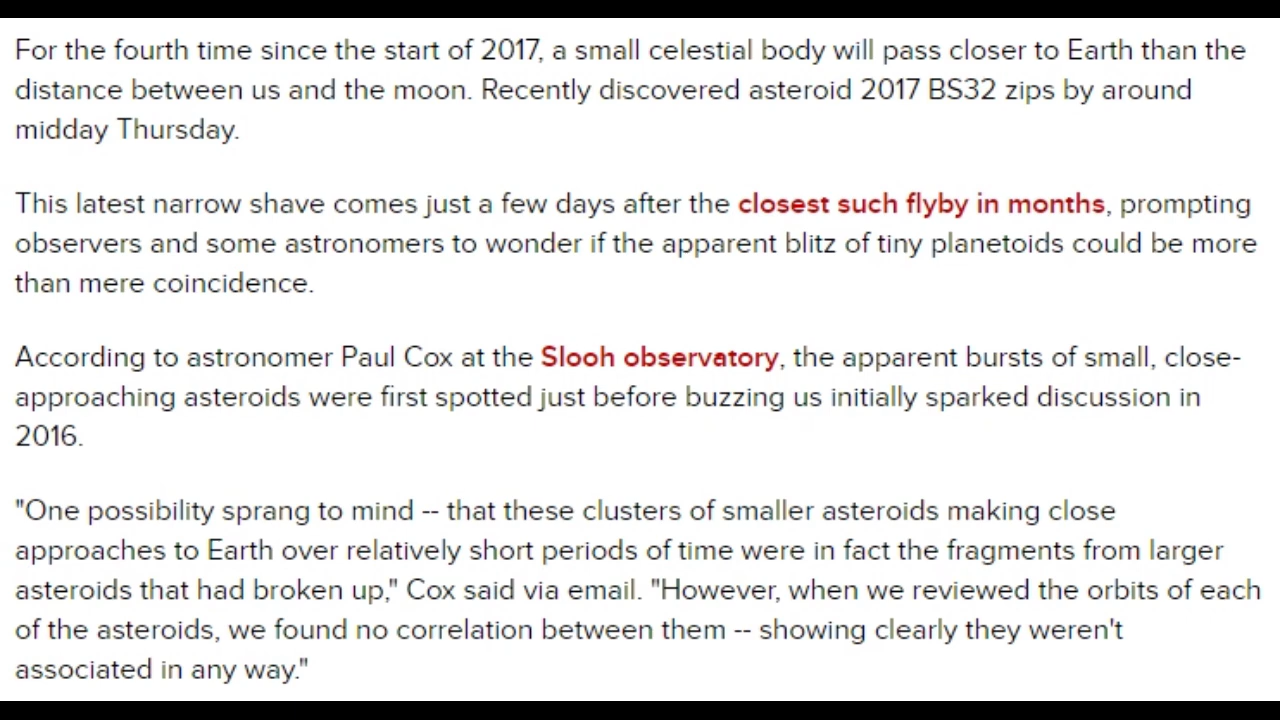 For the fourth time since the start of 2017, a small celestial body will pass closer to Earth than the
distance between us and the moon. Recently discovered asteroid 2017 BS32 zips by around
midday Thursday.
This latest narrow shave comes just a few days after the closest such flyby in months, prompting
observers and some astronomers to wonder if the apparent blitz of tiny planetoids could be more
than mere coincidence.
According to astronomer Paul Cox at the Slooh observatory, the apparent bursts of small, close-
approaching asteroids were first spotted just before buzzing us initially sparked discussion in
2016.
"One possibility sprang to mind -- that these clusters of smaller asteroids making close
approaches to Earth over relatively short periods of time were in fact the fragments from larger
asteroids that had broken up," Cox said via email. "However, when we reviewed the orbits of each
of the asteroids, we found no correlation between them -- showing clearly they weren't
associated in any way."